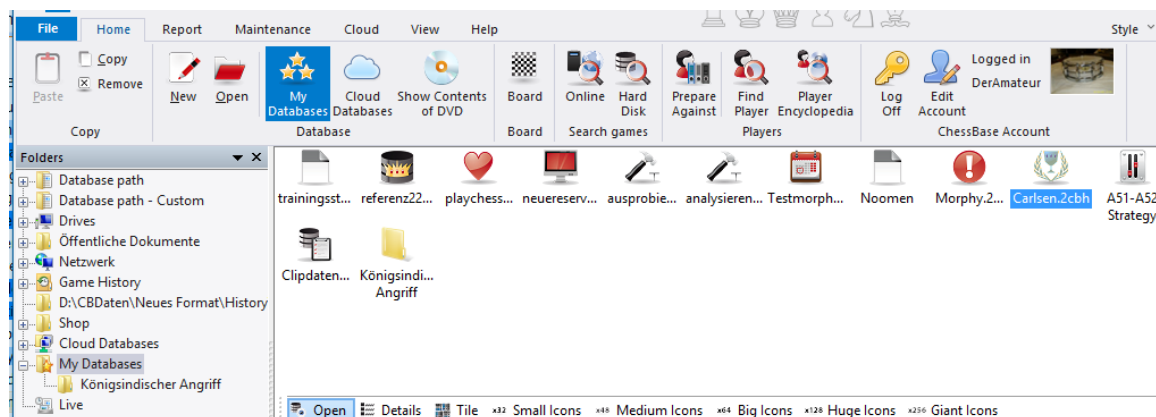 File Home Report Maintenance Cloud View Help Style
Paste
Copy
Remove
Copy
New
Open
My Databases
Cloud Databases
Show Contents of DVD
Database
Board
Board
Online
Hard Disk
Search games
Prepare Against
Find Player
Player Encyclopedia
Players
Log Off
Edit Account
Logged in
DerAmateur
ChessBase Account
Folders
Database path
Database path - Custom
Drives
Öffentliche Dokumente
Netzwerk
Game History
D:\CBDaten\Neues Format\History
Shop
Cloud Databases
My Databases
Königsindischer Angriff
Live
trainingsst... referenz22... playchess... neuereserv... ausprobie... analysieren... Testmorph... Noomen Morphy.2... Carlsen.2cbh A51-A52
Strategy
Clipdaten... Königsindi...
Angriff
Open Details Tile x32 Small Icons x48 Medium Icons x64 Big Icons x128 Huge Icons x256 Giant Icons